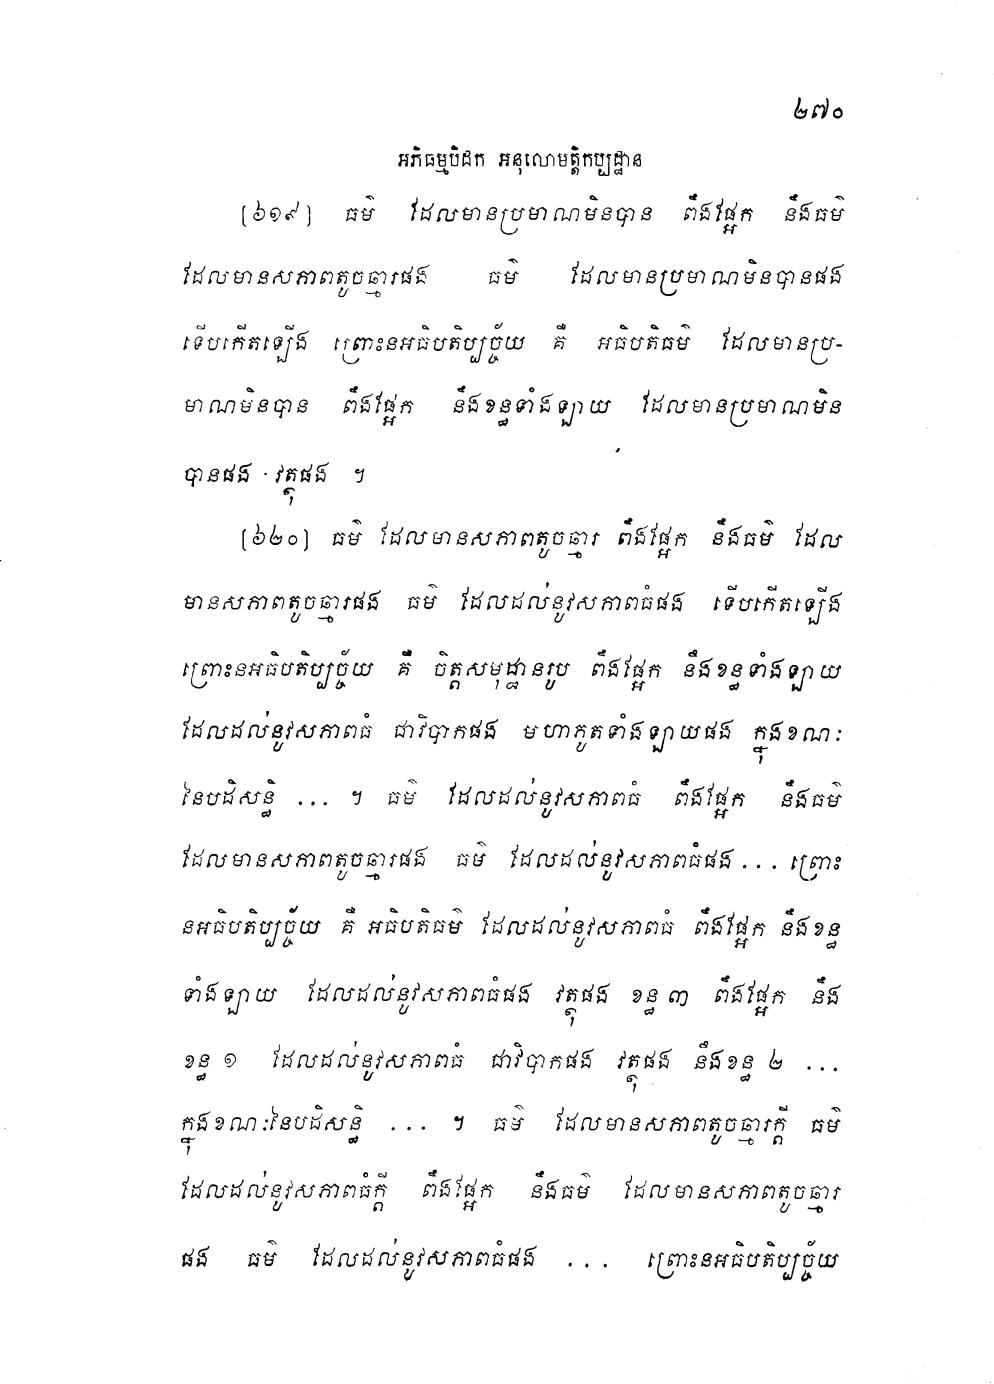 ២៧០
អភិធម្មបិដក អនុលោមត្តិកប្បដ្ឋាន
[៦១៩] ធម៌ ដែលមានប្រមាណមិនបាន ពឹងផ្អែក នឹងធម៌
ដែលមានសភាពតូចឆ្មារផង ធម៌ ដែលមានប្រមាណមិនបានផង
ទើបកើតឡើង ព្រោះនអធិបតិប្បច្ច័យ គឺ អធិបតិធម៌ ដែលមានប្រ-
មាណមិនបាន ពឹងផ្អែក នឹងខន្ធទាំងឡាយ ដែលមានប្រមាណមិន
បានផង វត្ថុផង ។
[៦២០] ធម៌ ដែលមានសភាពតូចឆ្មារ ពឹងផ្អែក នឹងធម៌ ដែល
មានសភាពតូចឆ្មារផង ធម៌ ដែលដល់នូវសភាពធំផង ទើបកើតឡើង
ព្រោះនអធិបតិប្បច្ច័យ គឺ ចិត្តសមុដ្ឋានរូប ពឹងផ្អែក នឹងខន្ធទាំងឡាយ
ដែលដល់នូវសភាពធំ ជាវិបាកផង មហាភូតទាំងឡាយផង ក្នុងខណៈ
នៃបដិសន្ធិ ... ។ ធម៌ ដែលដល់នូវសភាពធំ ពឹងផ្អែក នឹងធម៌
ដែលមានសភាពតូចឆ្មារផង ធម៌ ដែលដល់នូវសភាពធំផង ... ព្រោះ
នអធិបតិប្បច្ច័យ គឺ អធិបតិធម៌ ដែលដល់នូវសភាពធំ ពឹងផ្អែក នឹងខន្ធ
ទាំងឡាយ ដែលដល់នូវសភាពធំផង វត្ថុផង ខន្ធ ៣ ពឹងផ្អែក នឹង
ខន្ធ ១ ដែលដល់នូវសភាពធំ ជាវិបាកផង វត្ថុផង នឹងខន្ធ ២ ...
ក្នុងខណៈនៃបដិសន្ធិ ... ។ ធម៌ ដែលមានសភាពតូចឆ្មារក្តី ធម៌
ដែលដល់នូវសភាពធំក្តី ពឹងផ្អែក នឹងធម៌ ដែលមានសភាពតូចឆ្មារ
ផង ធម៌ ដែលដល់នូវសភាពធំផង ... ព្រោះនអធិបតិប្បច្ច័យ